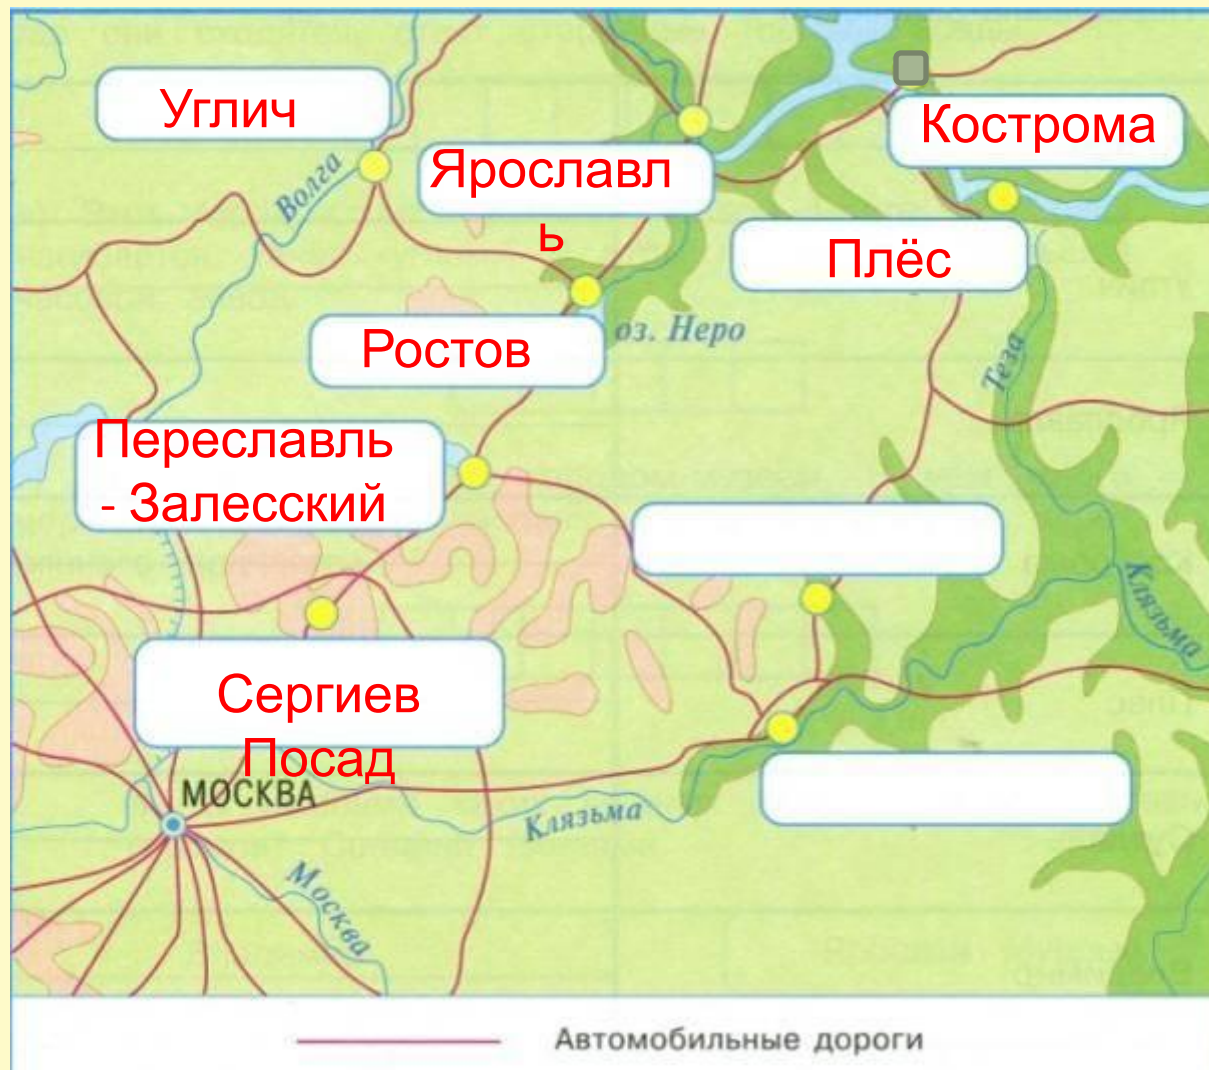 Углич
Кострома
Волга
Ярославл
ь
Плёс
оз. Неро
Ростов
Теза
Переславль
- Залесский
Клязьма
Сергиев
Посад
МОСКВА
Клязьма
Москва
Автомобильные дороги